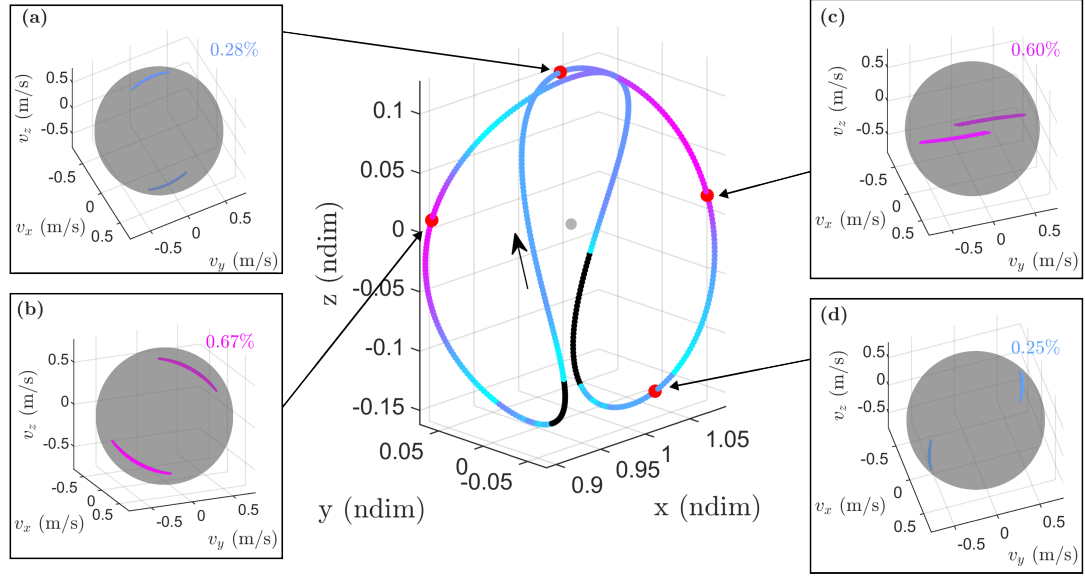 (a)
0.28%
0.5
0
-0.5
v_z (m/s)
-0.5
0
0.5
v_x (m/s)
-0.5
0
0.5
v_y (m/s)
(b)
0.67%
0.5
0
-0.5
v_z (m/s)
-0.5
0
0.5
v_x (m/s)
-0.5
0
0.5
v_y (m/s)
0.1
0.05
0
-0.05
-0.1
-0.15
z (ndim)
0.05
0
-0.05
y (ndim)
0.9
0.95
1
1.05
x (ndim)
(c)
0.60%
0.5
0
-0.5
v_z (m/s)
-0.5
0
0.5
v_x (m/s)
-0.5
0
0.5
v_y (m/s)
(d)
0.25%
0.5
0
-0.5
v_z (m/s)
-0.5
0
0.5
v_x (m/s)
-0.5
0
0.5
v_y (m/s)